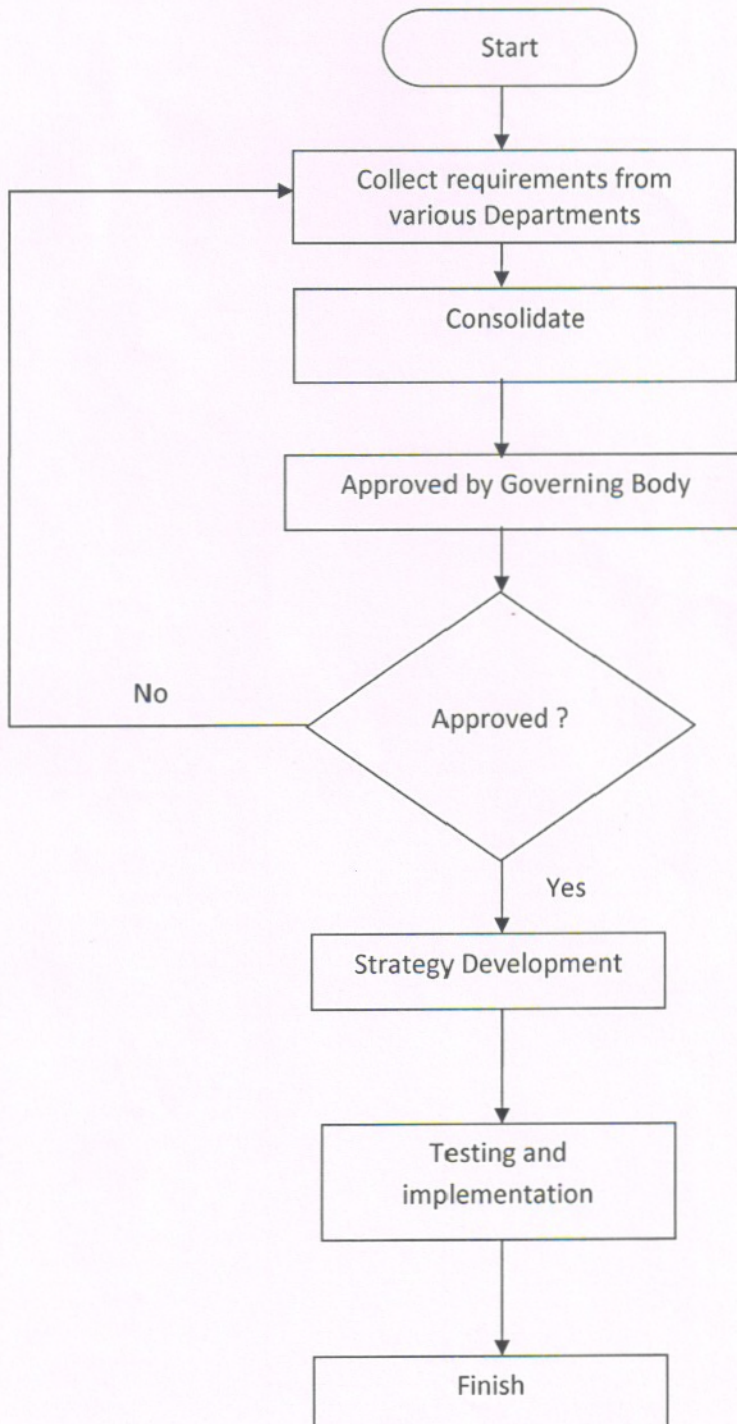 Start
Collect requirements from
various Departments
Consolidate
Approved by Governing Body
Approved ?
No
Yes
Strategy Development
Testing and
implementation
Finish